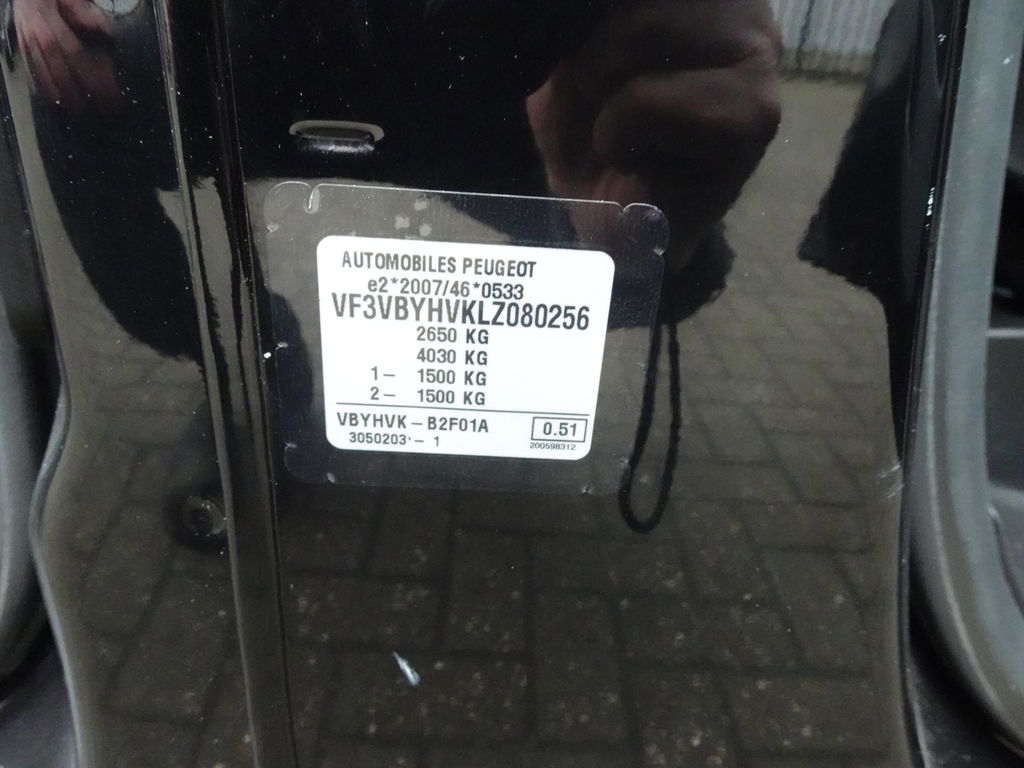 AUTOMOBILES PEUGEOT
e2*2007/46*0533
VF3VBYHVKLZ080256
2650 KG
4030 KG
1- 1500 KG
2- 1500 KG
VBYHVK-B2F01A 0.51
3050203'- 1 200598312